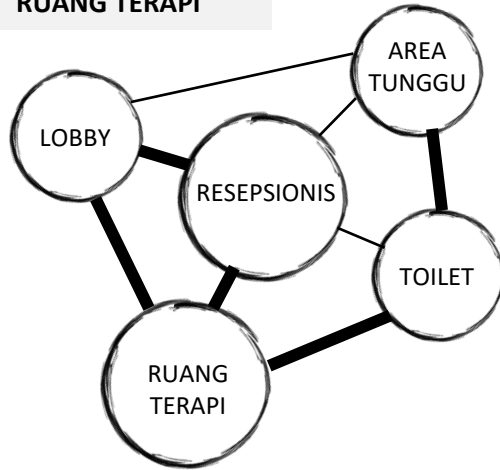 RUANG TERAPI
AREA
TUNGGU
LOBBY
RESEPSIONIS
TOILET
RUANG
TERAPI